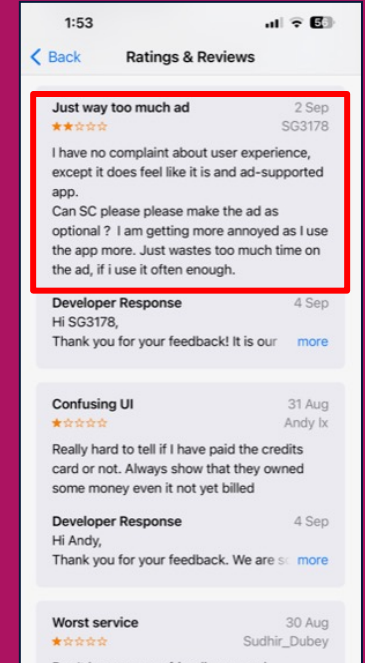 1:53
Back Ratings & Reviews
Just way too much ad 2 Sep
SG3178
I have no complaint about user experience,
except it does feel like it is and ad-supported
app.
Can SC please please make the ad as
optional ? I am getting more annoyed as I use
the app more. Just wastes too much time on
the ad, if i use it often enough.
Developer Response 4 Sep
Hi SG3178,
Thank you for your feedback! It is our more
Confusing UI 31 Aug
Andy lx
Really hard to tell if I have paid the credits
card or not. Always show that they owned
some money even it not yet billed
Developer Response 4 Sep
Hi Andy,
Thank you for your feedback. We are more
Worst service 30 Aug
Sudhir_Dubey